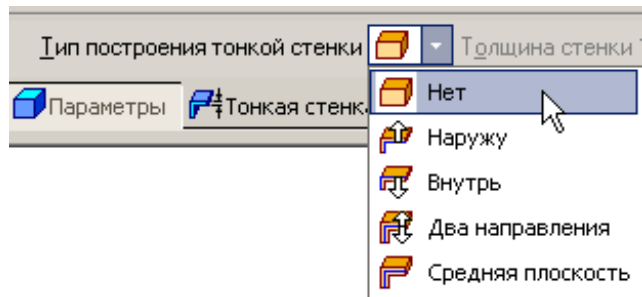 Тип построения тонкой стенки
Толщина стенки
Параметры
Тонкая стенк
Нет
Наружу
Внутрь
Два направления
Средняя плоскость